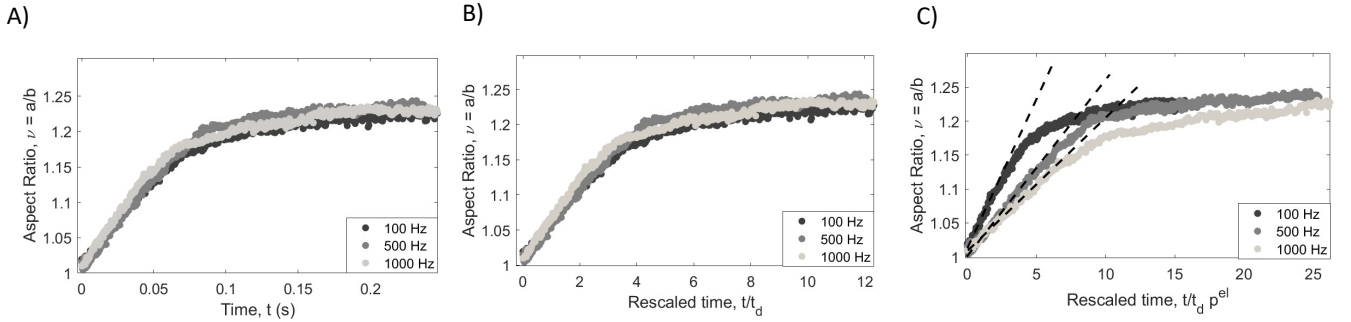 A)
Aspect Ratio, ν = a/b
1.25
1.2
1.15
1.1
1.05
1
0
0.05
0.1
0.15
0.2
Time, t (s)
100 Hz
500 Hz
1000 Hz
B)
Aspect Ratio, ν = a/b
1.25
1.2
1.15
1.1
1.05
1
0
2
4
6
8
10
12
Rescaled time, t/t_d
100 Hz
500 Hz
1000 Hz
C)
Aspect Ratio, ν = a/b
1.25
1.2
1.15
1.1
1.05
1
0
5
10
15
20
25
Rescaled time, t/t_d p^el
100 Hz
500 Hz
1000 Hz